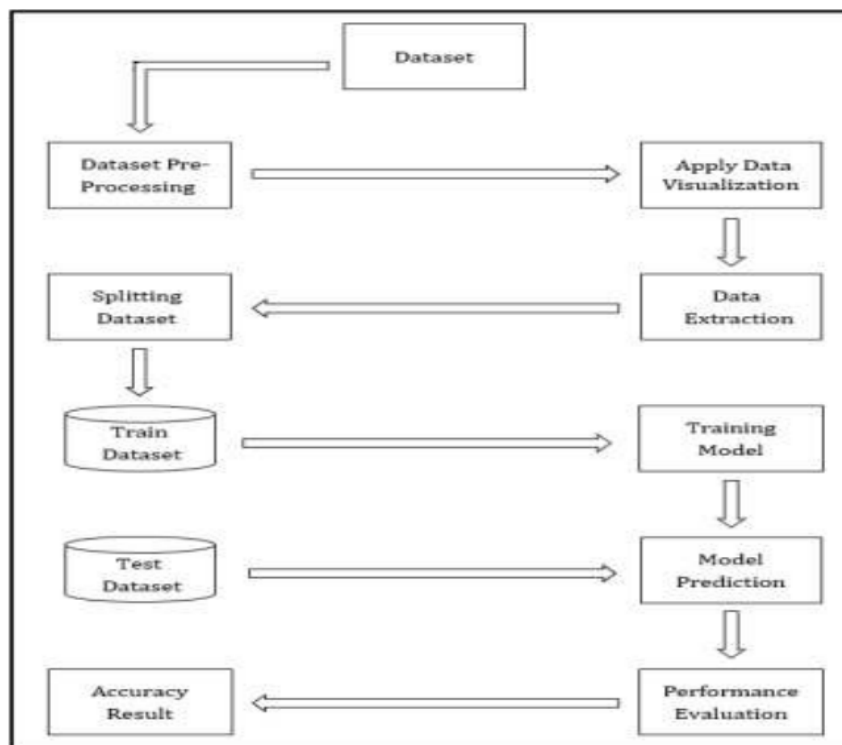 Dataset
Dataset Pre-
Processing
Apply Data
Visualization
Splitting
Dataset
Data
Extraction
Train
Dataset
Training
Model
Test
Dataset
Model
Prediction
Accuracy
Result
Performance
Evaluation